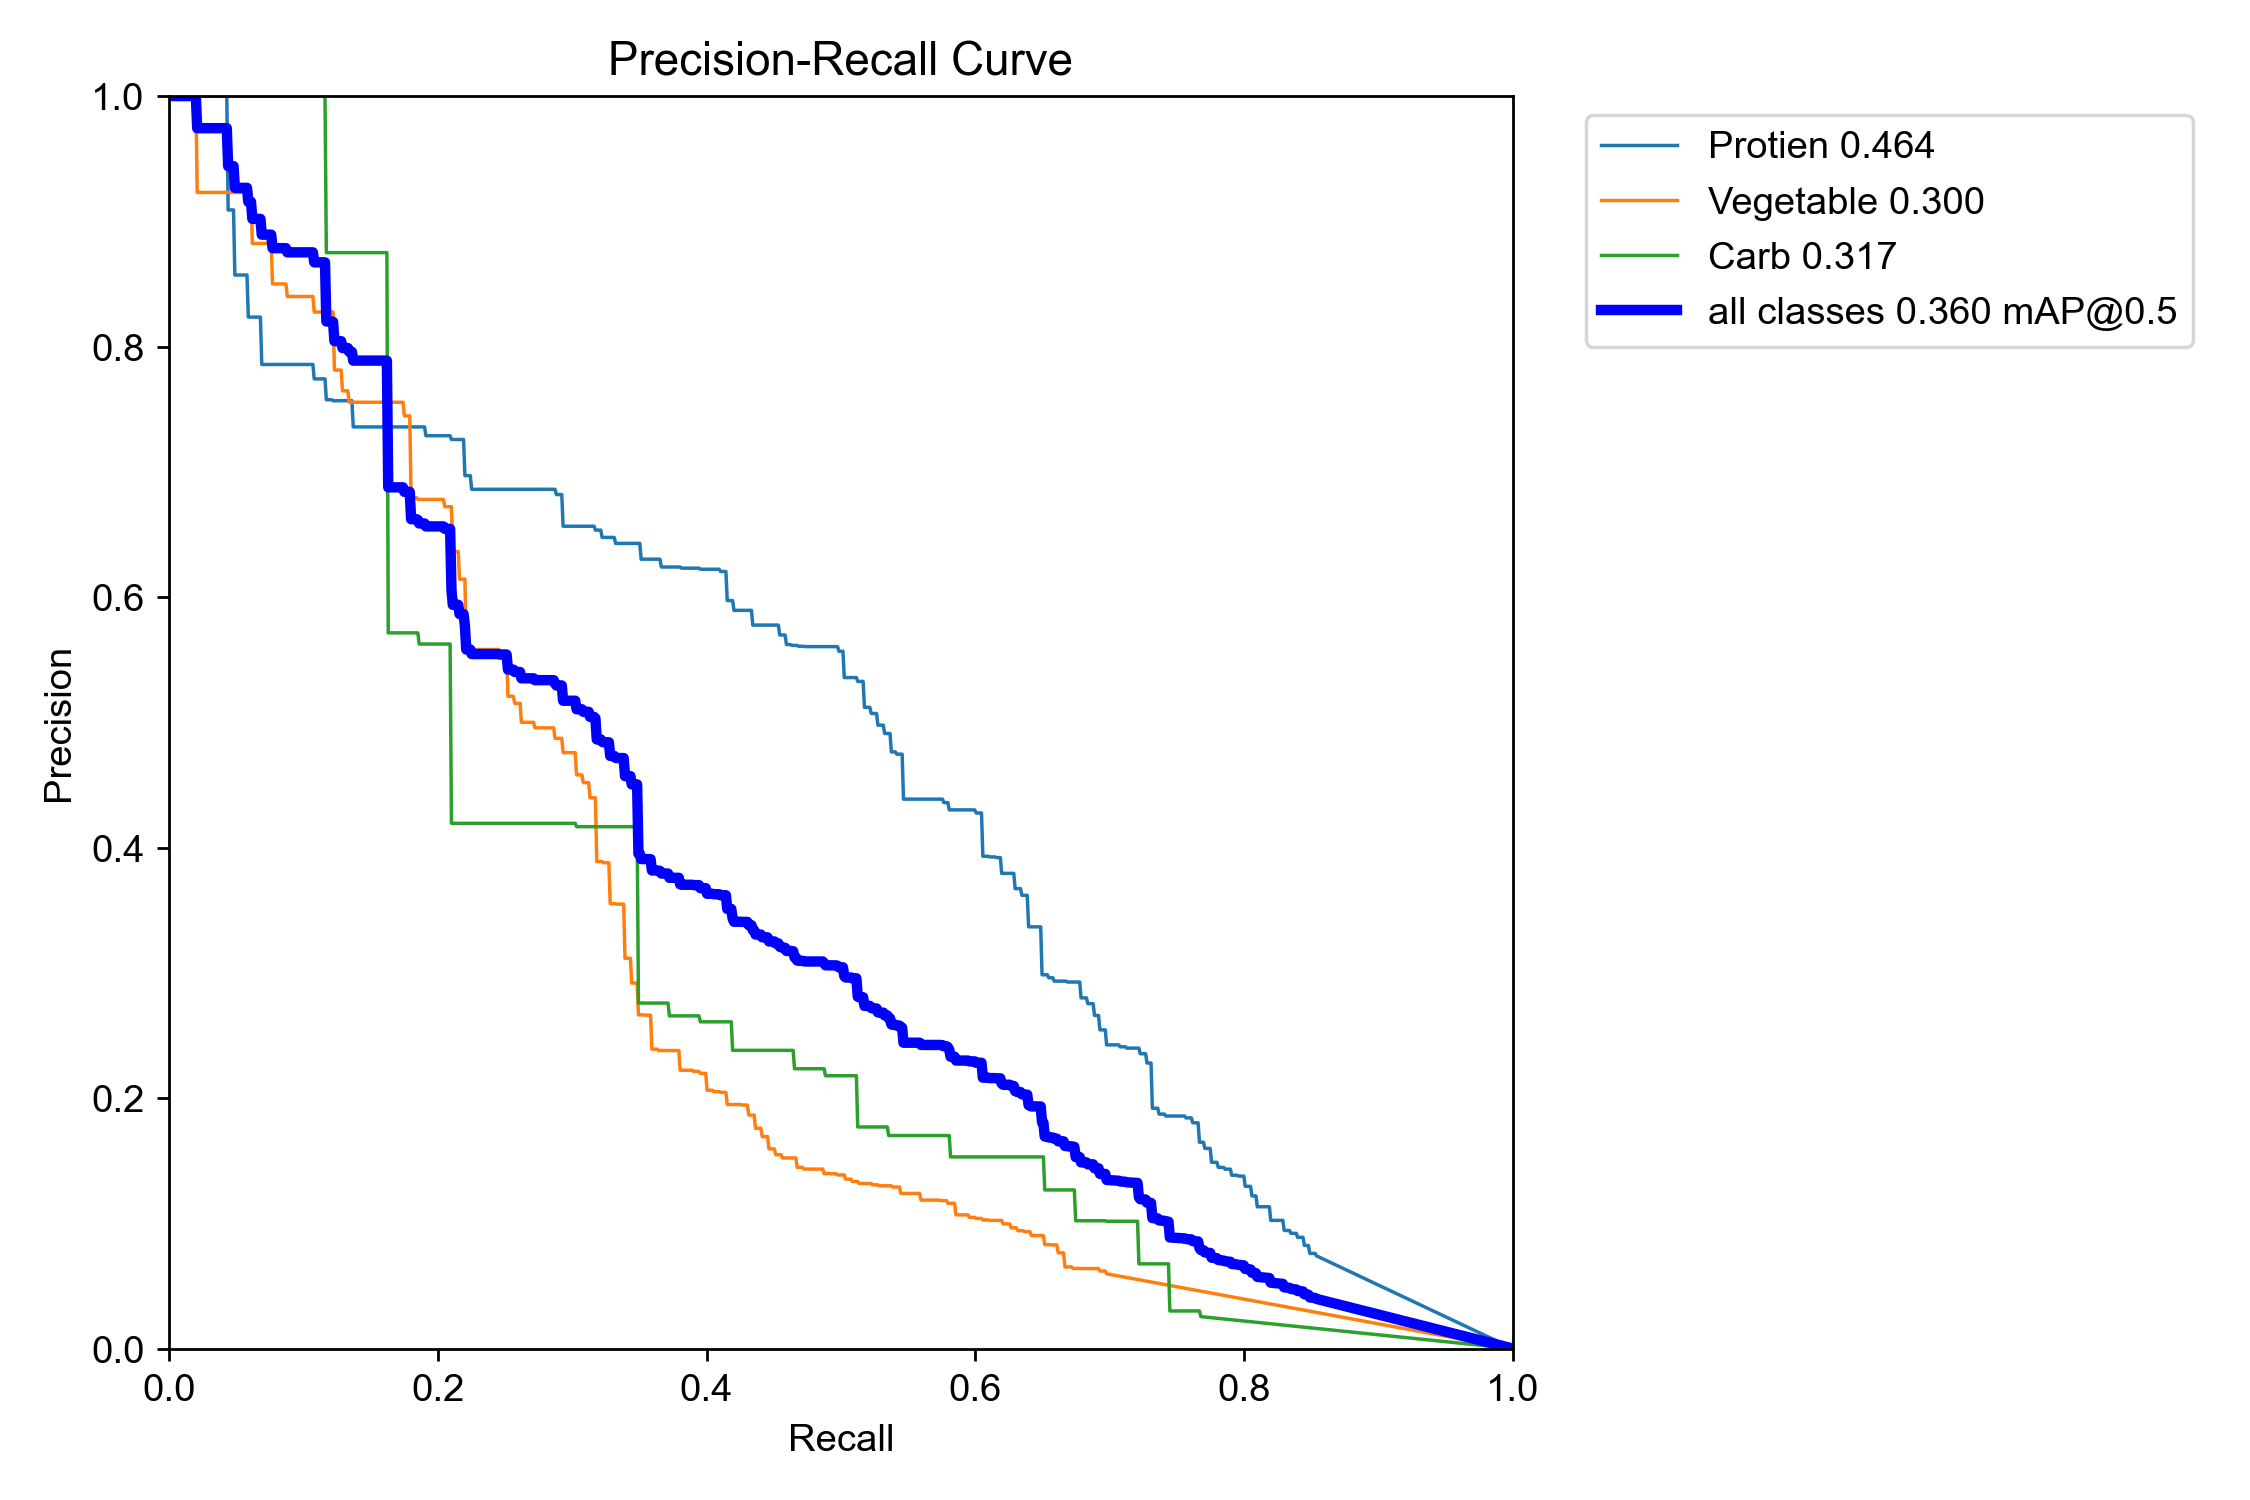 Precision-Recall Curve
1.0
0.8
0.6
0.4
0.2
0.0
Precision
0.0 0.2 0.4 0.6 0.8 1.0
Recall
Protien 0.464
Vegetable 0.300
Carb 0.317
all classes 0.360 mAP@0.5